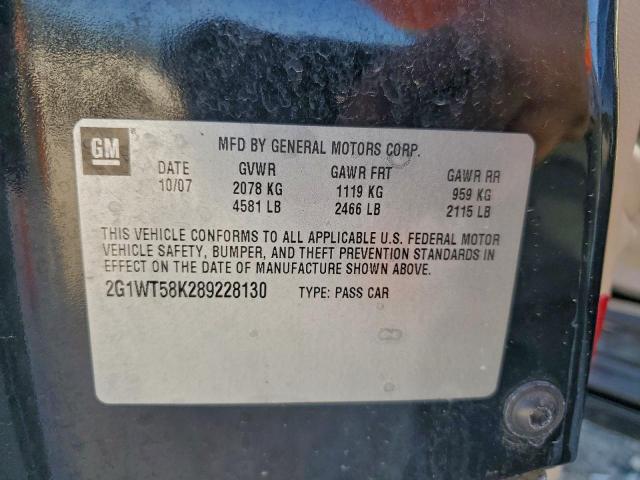 GM
MFD BY GENERAL MOTORS CORP.
DATE GVWR GAWR FRT GAWR RR
10/07 2078 KG 1119 KG 959 KG
4581 LB 2466 LB 2115 LB
THIS VEHICLE CONFORMS TO ALL APPLICABLE U.S. FEDERAL MOTOR
VEHICLE SAFETY, BUMPER, AND THEFT PREVENTION STANDARDS IN
EFFECT ON THE DATE OF MANUFACTURE SHOWN ABOVE.
2G1WT58K289228130 TYPE: PASS CAR